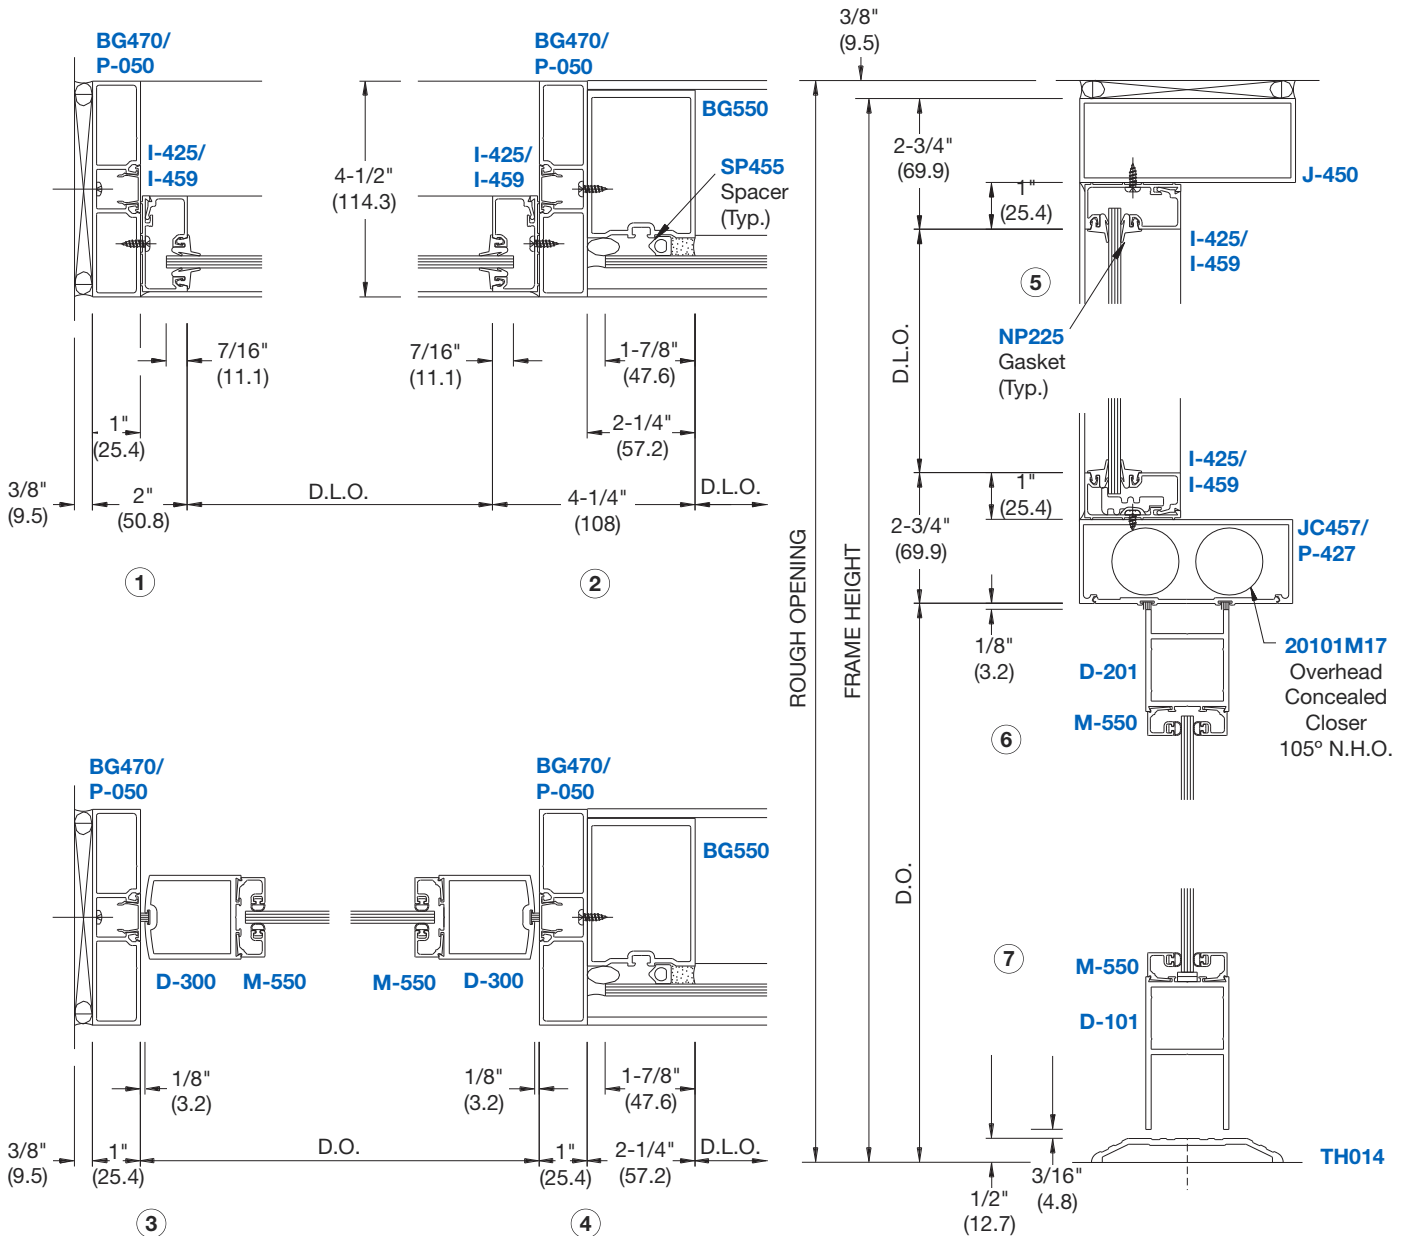 BG470/
P-050
I-425/
I-459
BG470/
P-050
BG550
I-425/
I-459
SP455
Spacer
(Typ.)
4-1/2"
(114.3)
7/16"
(11.1)
7/16"
(11.1)
1-7/8"
(47.6)
1"
(25.4)
2-1/4"
(57.2)
3/8"
(9.5)
2"
(50.8)
D.L.O.
4-1/4"
(108)
D.L.O.
1
2
BG470/
P-050
BG470/
P-050
BG550
D-300
M-550
M-550
D-300
1/8"
(3.2)
1/8"
(3.2)
1-7/8"
(47.6)
3/8"
(9.5)
1"
(25.4)
D.O.
1"
(25.4)
2-1/4"
(57.2)
D.L.O.
3
4
3/8"
(9.5)
ROUGH OPENING
FRAME HEIGHT
2-3/4"
(69.9)
1"
(25.4)
J-450
I-425/
I-459
5
NP225
Gasket
(Typ.)
D.L.O.
I-425/
I-459
1"
(25.4)
2-3/4"
(69.9)
JC457/
P-427
1/8"
(3.2)
D-201
M-550
20101M17
Overhead
Concealed
Closer
105º N.H.O.
6
D.O.
7
M-550
D-101
TH014
3/16"
(4.8)
1/2"
(12.7)